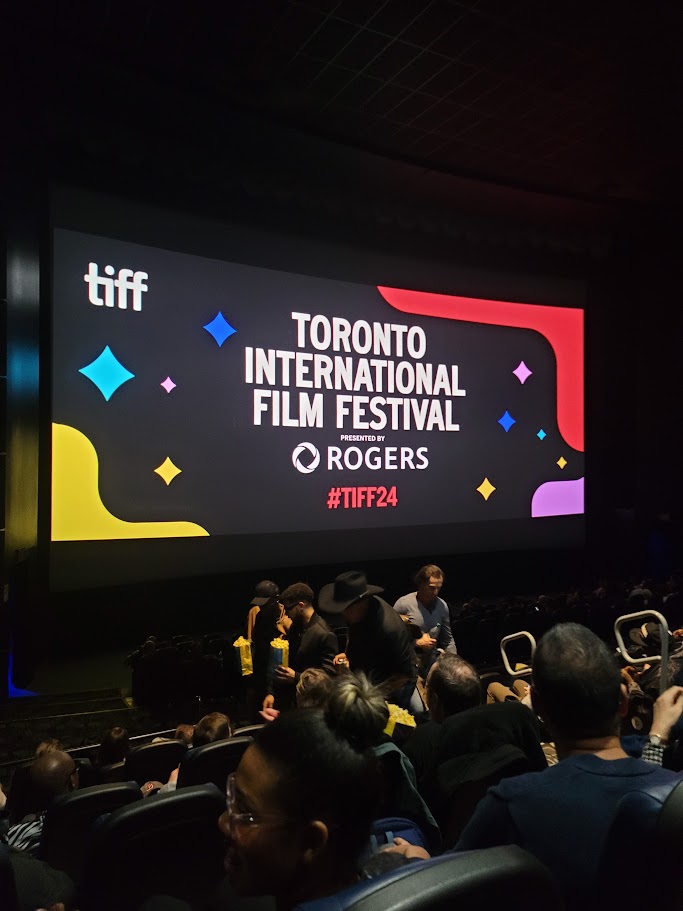 tiff
TORONTO
INTERNATIONAL
FILM FESTIVAL
PRESENTED BY
ROGERS
#TIFF24